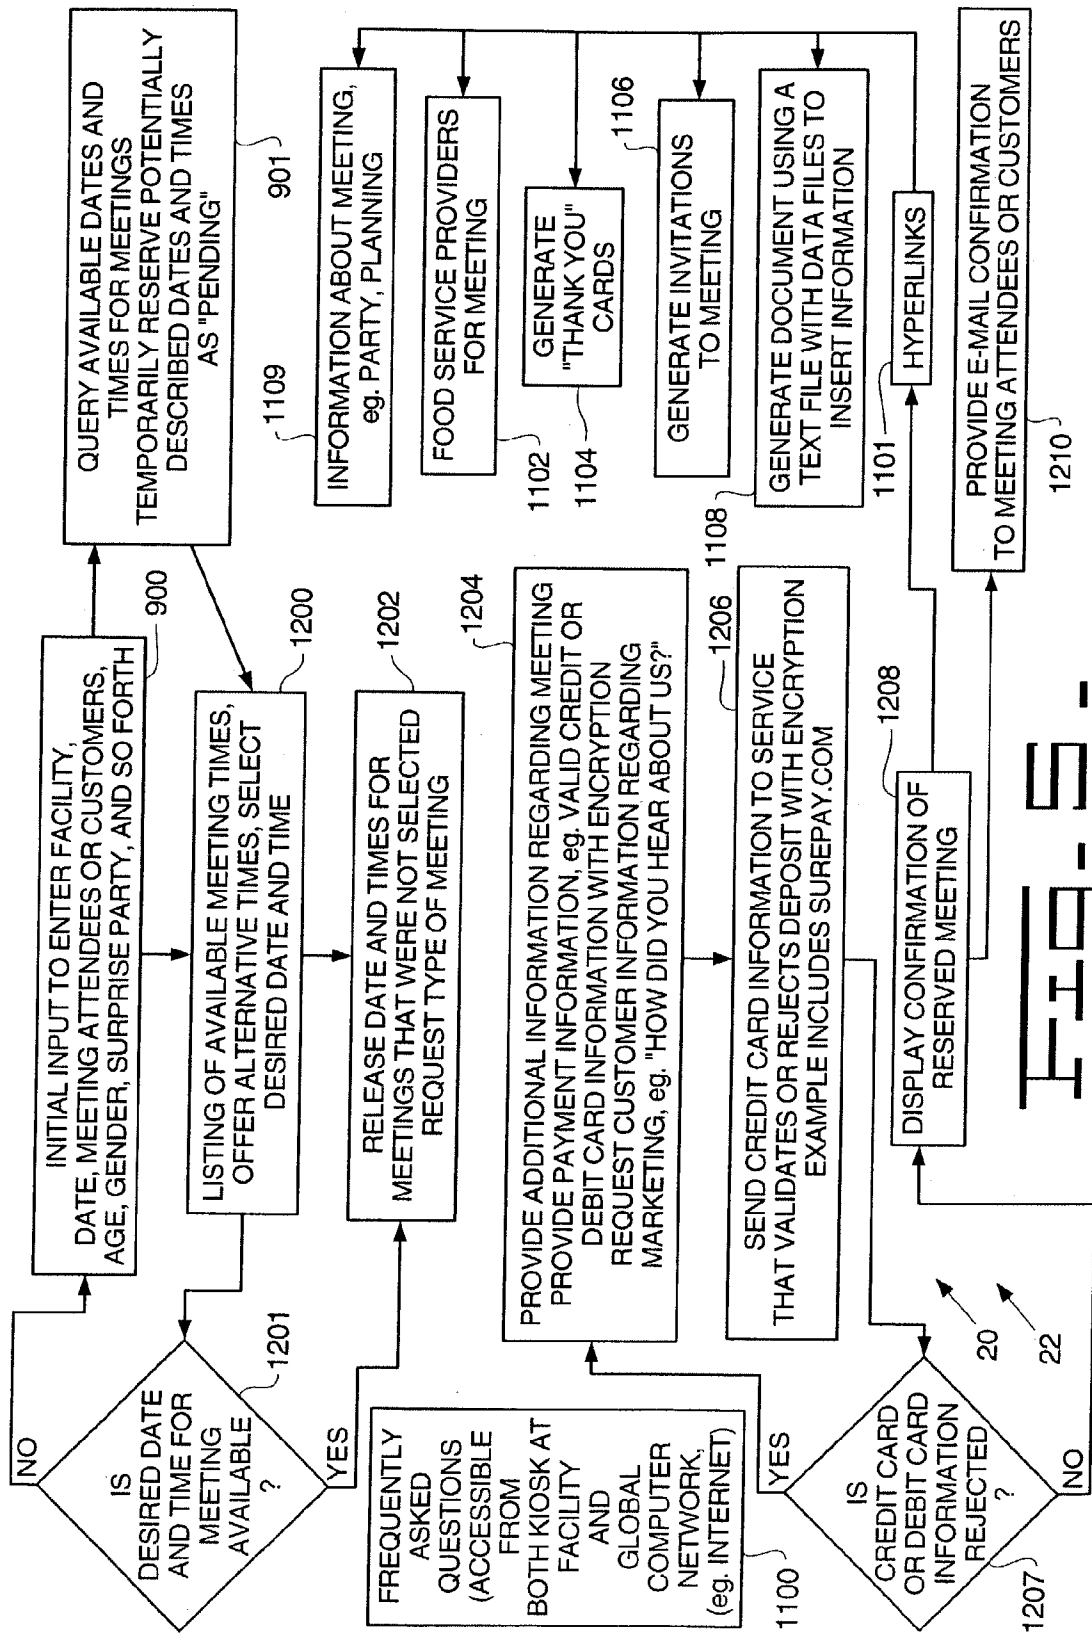 INITIAL INPUT TO ENTER FACILITY,
DATE, MEETING ATTENDEES OR CUSTOMERS,
AGE, GENDER, SURPRISE PARTY, AND SO FORTH
900
QUERY AVAILABLE DATES AND
TIMES FOR MEETINGS
TEMPORARILY RESERVE POTENTIALLY
DESCRIBED DATES AND TIMES
AS "PENDING"
901
NO
IS
DESIRED DATE
AND TIME FOR
MEETING
AVAILABLE
?
1201
YES
LISTING OF AVAILABLE MEETING TIMES,
OFFER ALTERNATIVE TIMES, SELECT
DESIRED DATE AND TIME
1200
RELEASE DATE AND TIMES FOR
MEETINGS THAT WERE NOT SELECTED
REQUEST TYPE OF MEETING
1202
FREQUENTLY
ASKED
QUESTIONS
(ACCESSIBLE
FROM
BOTH KIOSK AT
FACILITY
AND
GLOBAL
COMPUTER
NETWORK,
(eg. INTERNET)
1100
PROVIDE ADDITIONAL INFORMATION REGARDING MEETING
PROVIDE PAYMENT INFORMATION, eg. VALID CREDIT OR
DEBIT CARD INFORMATION WITH ENCRYPTION
REQUEST CUSTOMER INFORMATION REGARDING
MARKETING, eg. "HOW DID YOU HEAR ABOUT US?"
1204
SEND CREDIT CARD INFORMATION TO SERVICE
THAT VALIDATES OR REJECTS DEPOSIT WITH ENCRYPTION
EXAMPLE INCLUDES SUREPAY.COM
1206
YES
IS
CREDIT CARD
OR DEBIT CARD
INFORMATION
REJECTED
?
1207
NO
20
22
DISPLAY CONFIRMATION OF
RESERVED MEETING
1208
1109
INFORMATION ABOUT MEETING,
eg. PARTY, PLANNING
FOOD SERVICE PROVIDERS
FOR MEETING
1102
GENERATE
"THANK YOU"
CARDS
1104
1106
GENERATE INVITATIONS
TO MEETING
1108
GENERATE DOCUMENT USING A
TEXT FILE WITH DATA FILES TO
INSERT INFORMATION
1101
HYPERLINKS
PROVIDE E-MAIL CONFIRMATION
TO MEETING ATTENDEES OR CUSTOMERS
1210
FIG. 5.